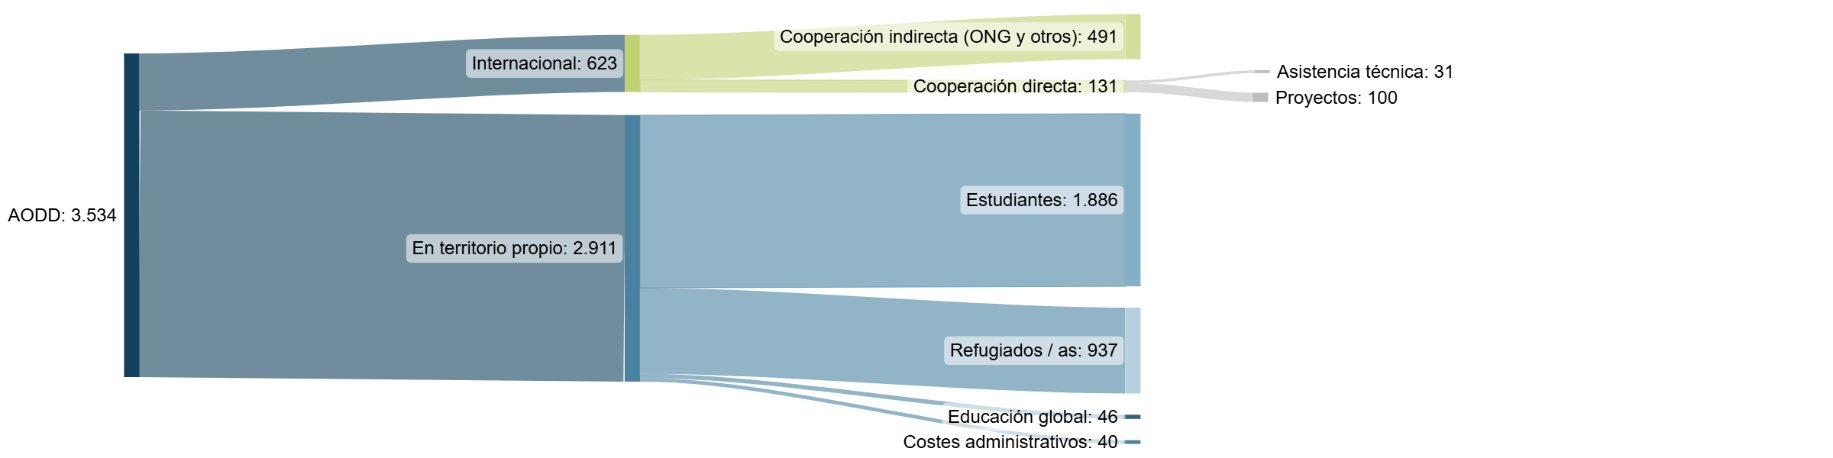 AODD: 3.534
Internacional: 623
En territorio propio: 2.911
Cooperación indirecta (ONG y otros): 491
Cooperación directa: 131
Asistencia técnica: 31
Proyectos: 100
Estudiantes: 1.886
Refugiados / as: 937
Educación global: 46
Costes administrativos: 40